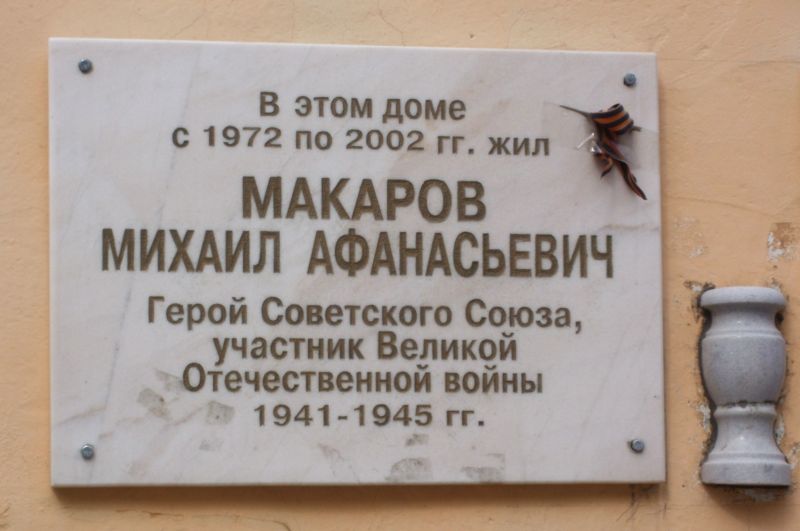 В этом доме
с 1972 по 2002 гг. жил
МАКАРОВ
МИХАИЛ АФАНАСЬЕВИЧ
Герой Советского Союза,
участник Великой
Отечественной войны
1941-1945 гг.